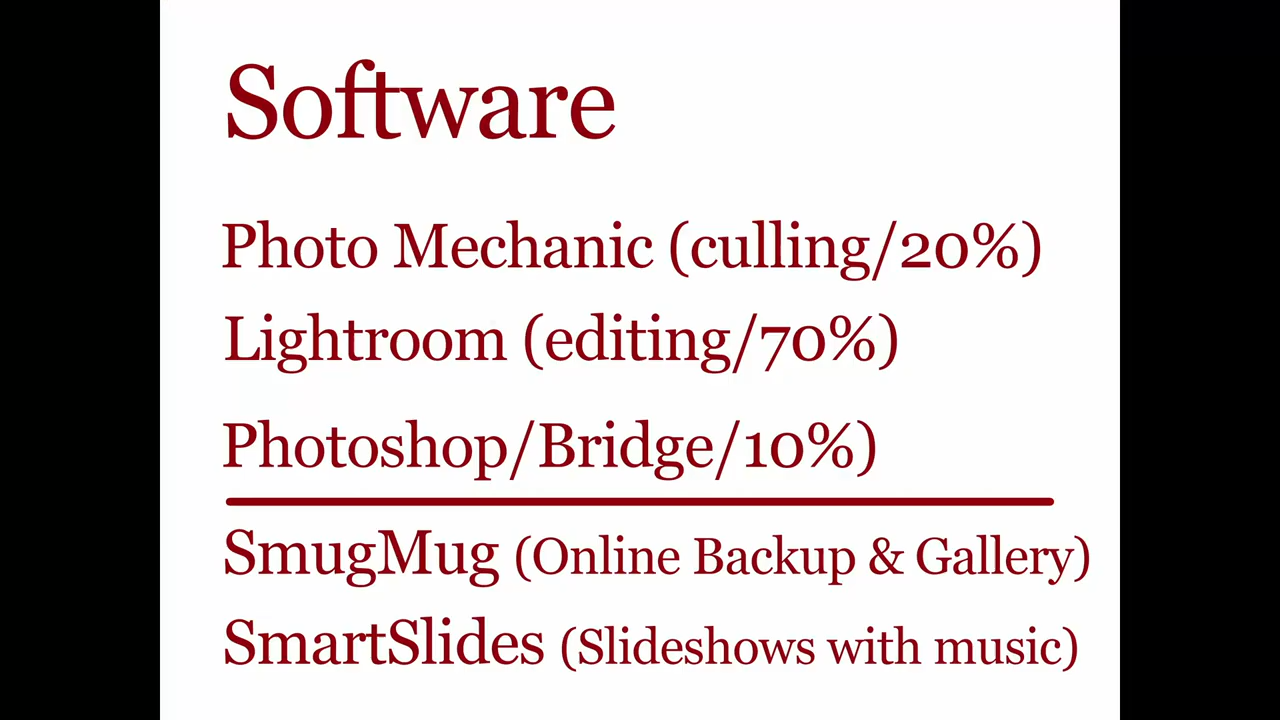 Software
Photo Mechanic (culling/20%)
Lightroom (editing/70%)
Photoshop/Bridge/10%)
SmugMug (Online Backup & Gallery)
SmartSlides (Slideshows with music)